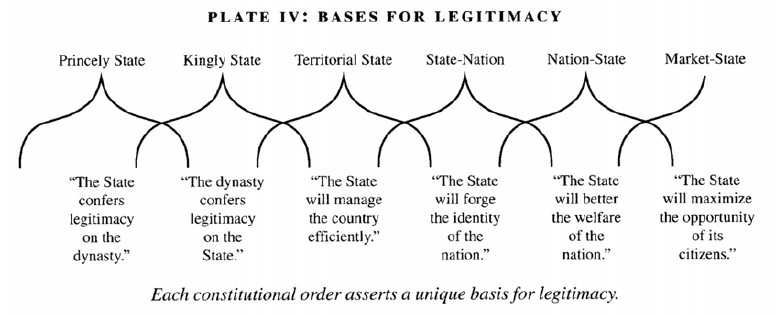 PLATE IV: BASES FOR LEGITIMACY
Princely State Kingly State Territorial State State-Nation Nation-State Market-State
“The State
confers
legitimacy
on the
dynasty.”
“The dynasty
confers
legitimacy
on the
State.”
“The State
will manage
the country
efficiently.”
“The State
will forge
the identity
of the
nation.”
“The State
will better
the welfare
of the
nation.”
“The State
will maximize
the opportunity
of its
citizens.”
Each constitutional order asserts a unique basis for legitimacy.